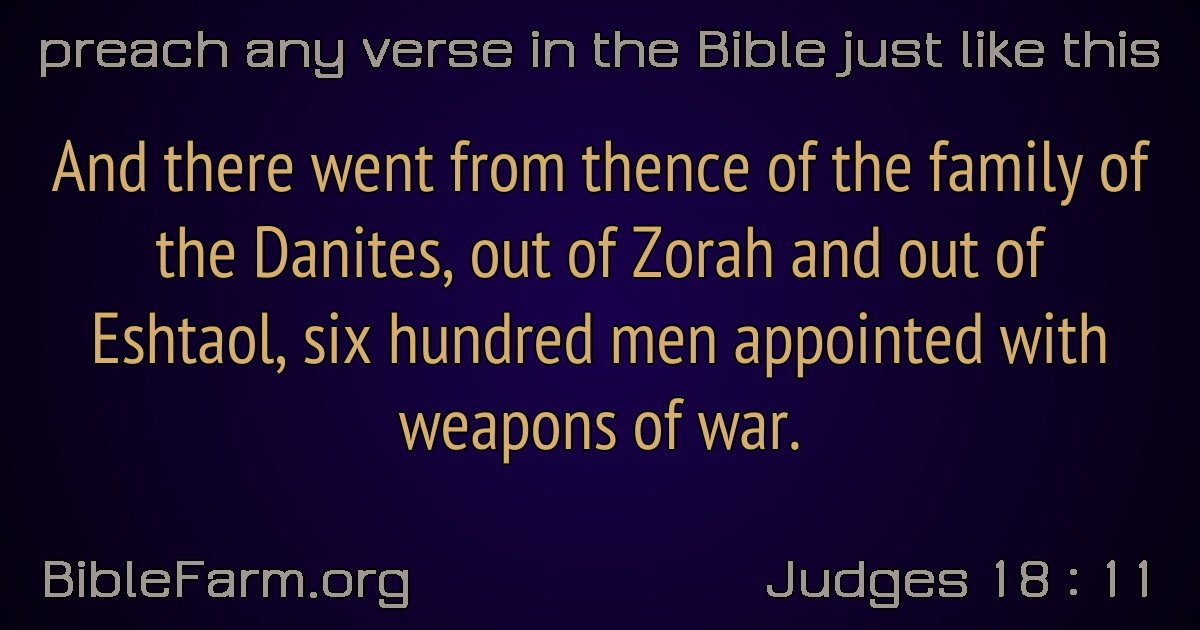 preach any verse in the Bible just like this
And there went from thence of the family of
the Danites, out of Zorah and out of
Eshtaol, six hundred men appointed with
weapons of war.
BibleFarm.org
Judges 18 : 11